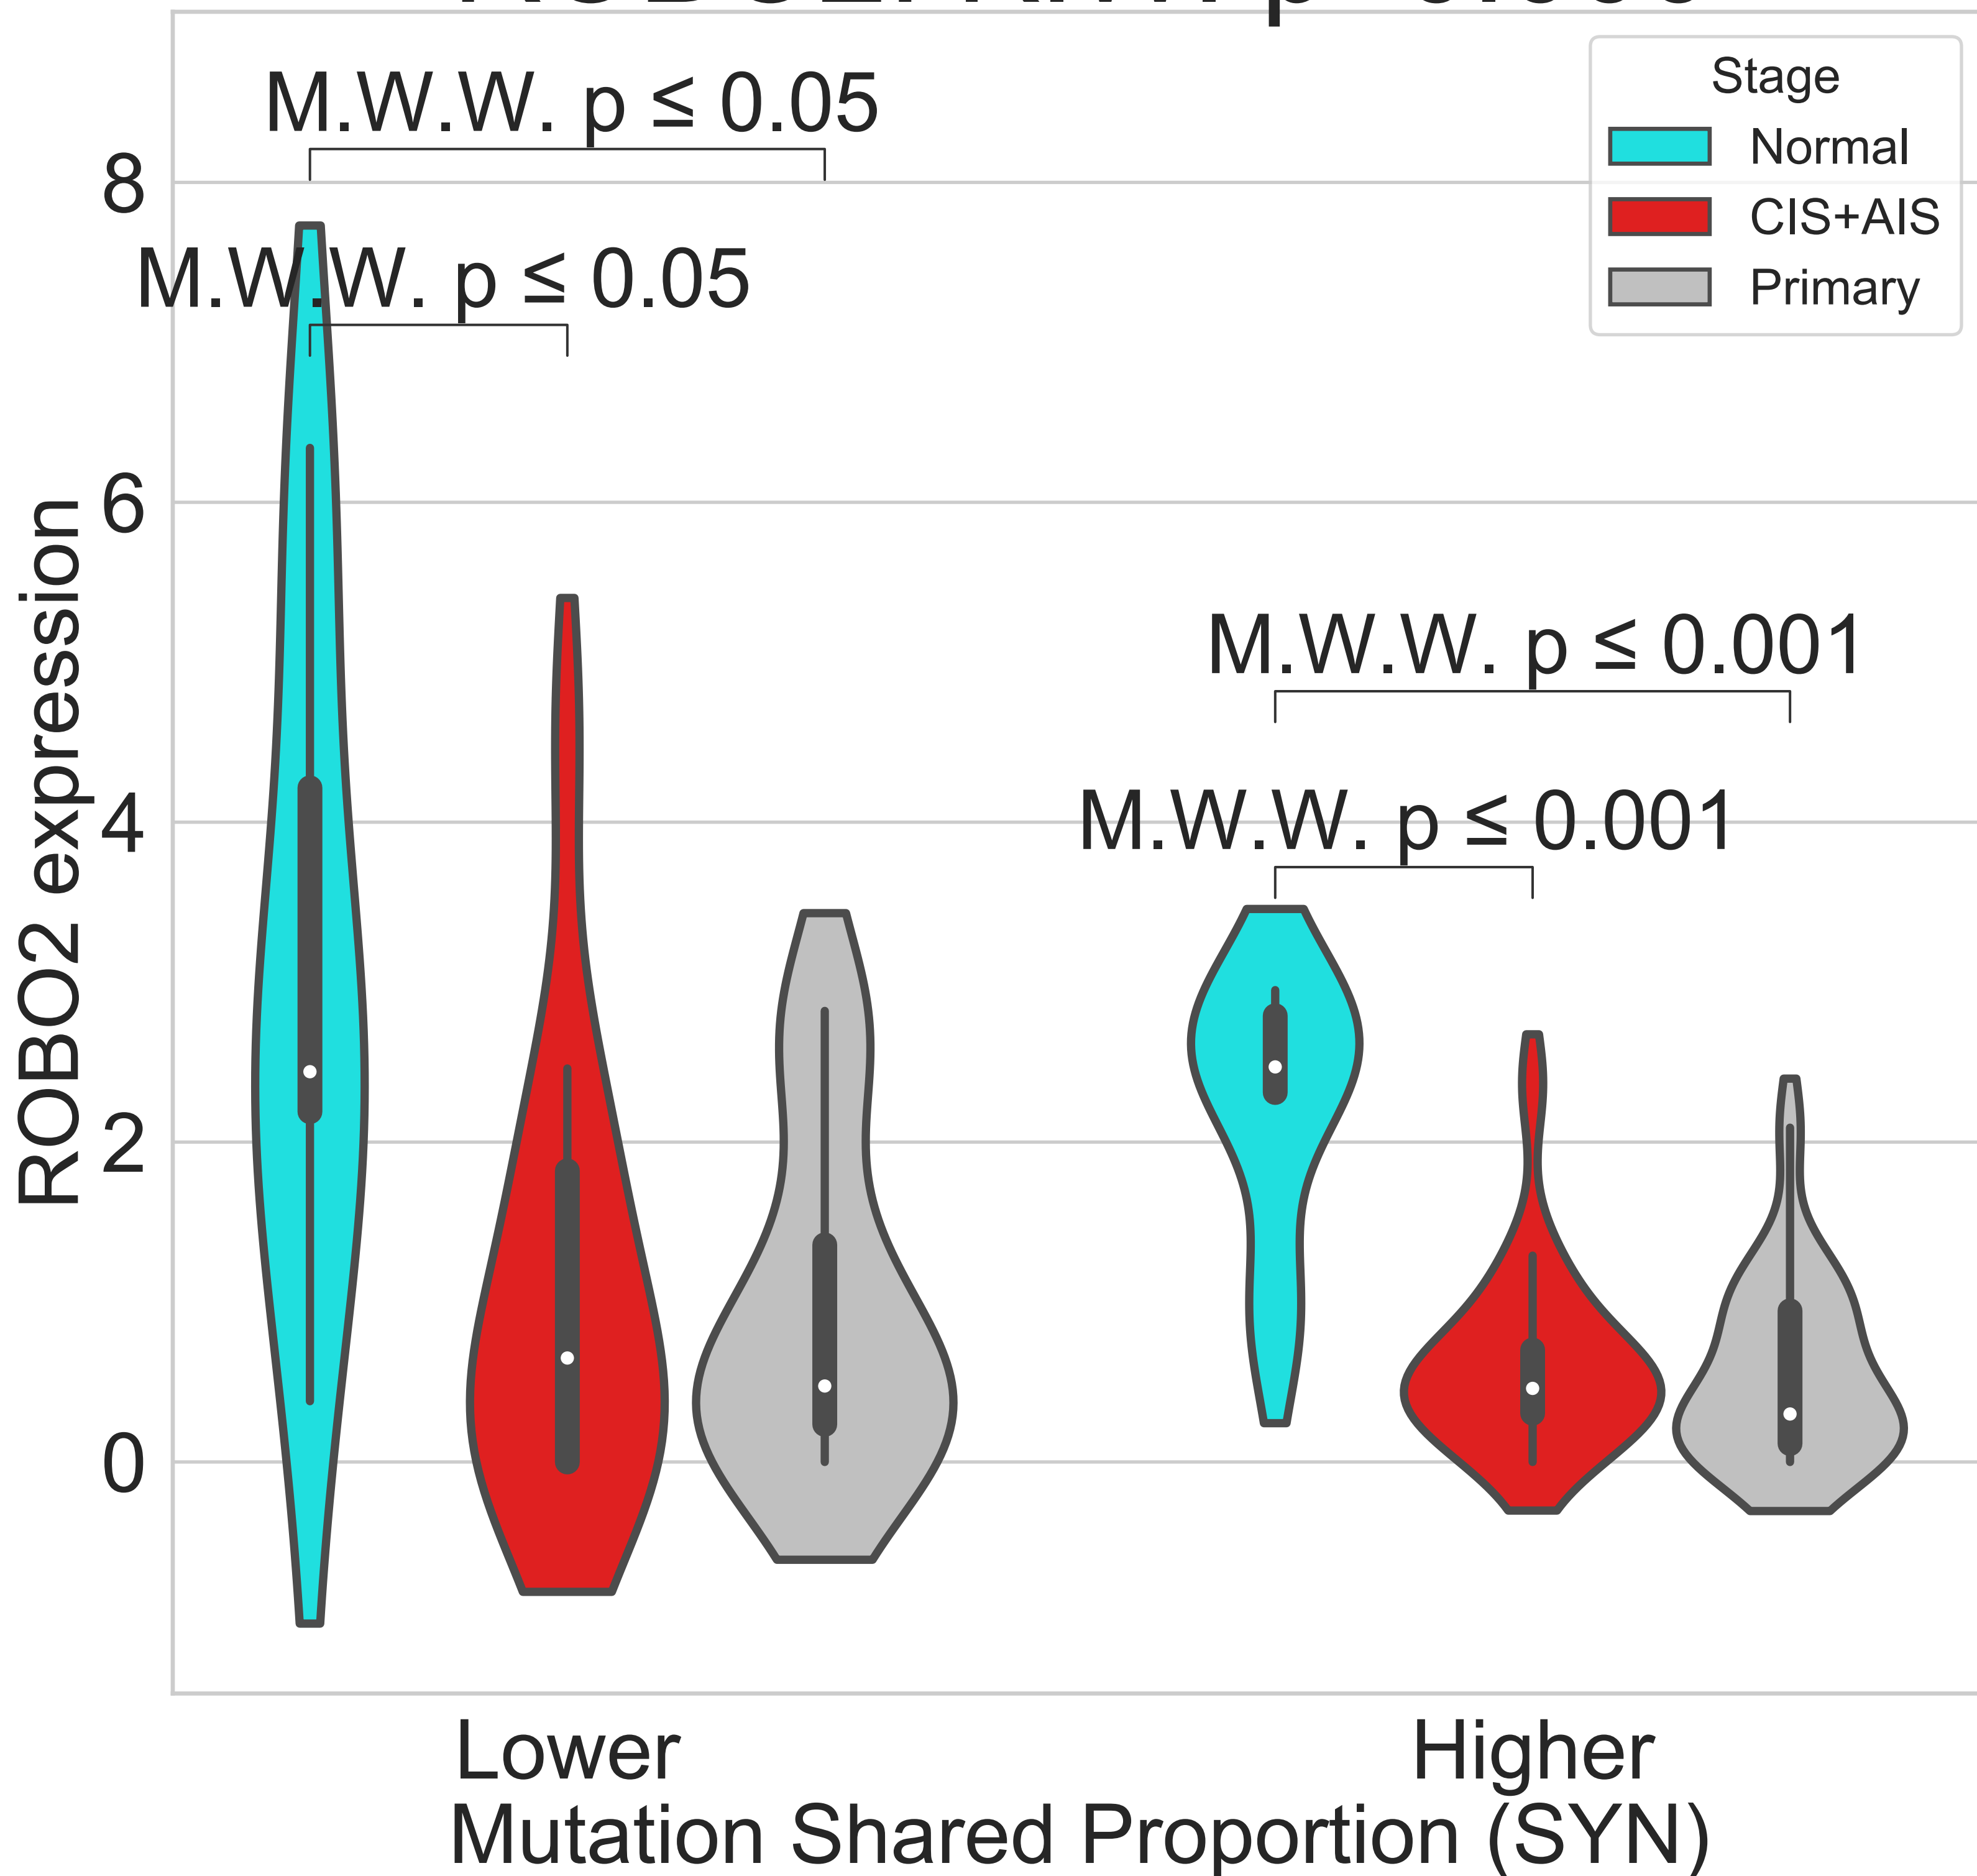 M.W.W. p ≤ 0.05
M.W.W. p ≤ 0.05
Stage
Normal
CIS+AIS
Primary
M.W.W. p ≤ 0.001
M.W.W. p ≤ 0.001
ROBO2 expression
8
6
4
2
0
Lower
Higher
Mutation Shared Proportion (SYN)